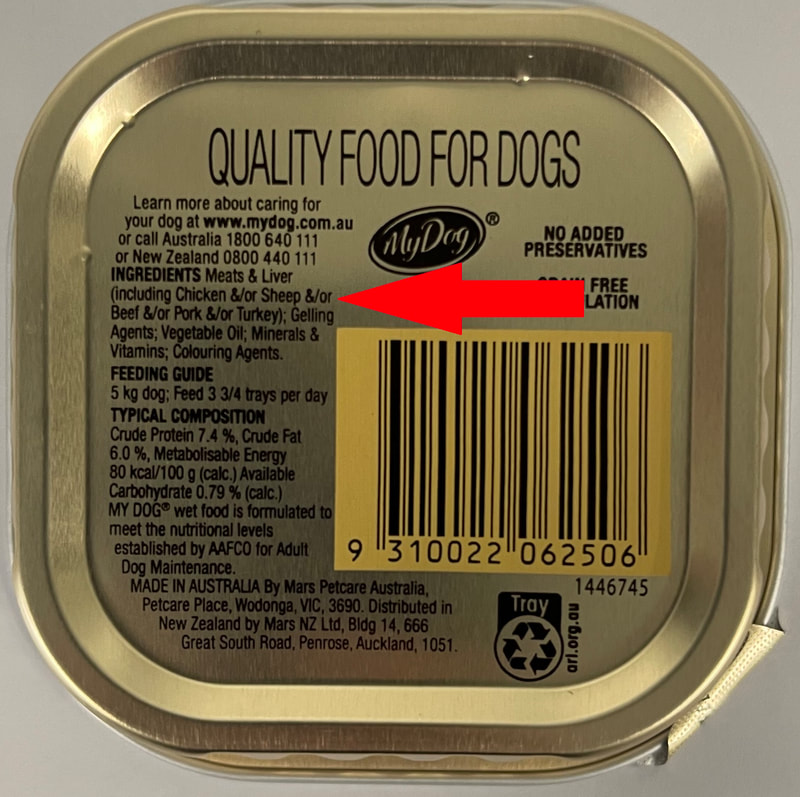 QUALITY FOOD FOR DOGS
Learn more about caring for
your dog at www.mydog.com.au
or call Australia 1800 640 111
or New Zealand 0800 440 111
INGREDIENTS Meats & Liver
(including Chicken &/or Sheep &/or
Beef &/or Pork &/or Turkey); Gelling
Agents; Vegetable Oil; Minerals &
Vitamins; Colouring Agents.
FEEDING GUIDE
5 kg dog; Feed 3 3/4 trays per day
TYPICAL COMPOSITION
Crude Protein 7.4 %, Crude Fat
6.0 %, Metabolisable Energy
80 kcal/100 g (calc.) Available
Carbohydrate 0.79 % (calc.)
MY DOG® wet food is formulated to
meet the nutritional levels
established by AAFCO for Adult
Dog Maintenance.
MADE IN AUSTRALIA By Mars Petcare Australia,
Petcare Place, Wodonga, VIC, 3690. Distributed in
New Zealand by Mars NZ Ltd, Bldg 14, 666
Great South Road, Penrose, Auckland, 1051.
MyDog®
NO ADDED
PRESERVATIVES
FREE
9 310022 062506
1446745
Tray
arl.org.au